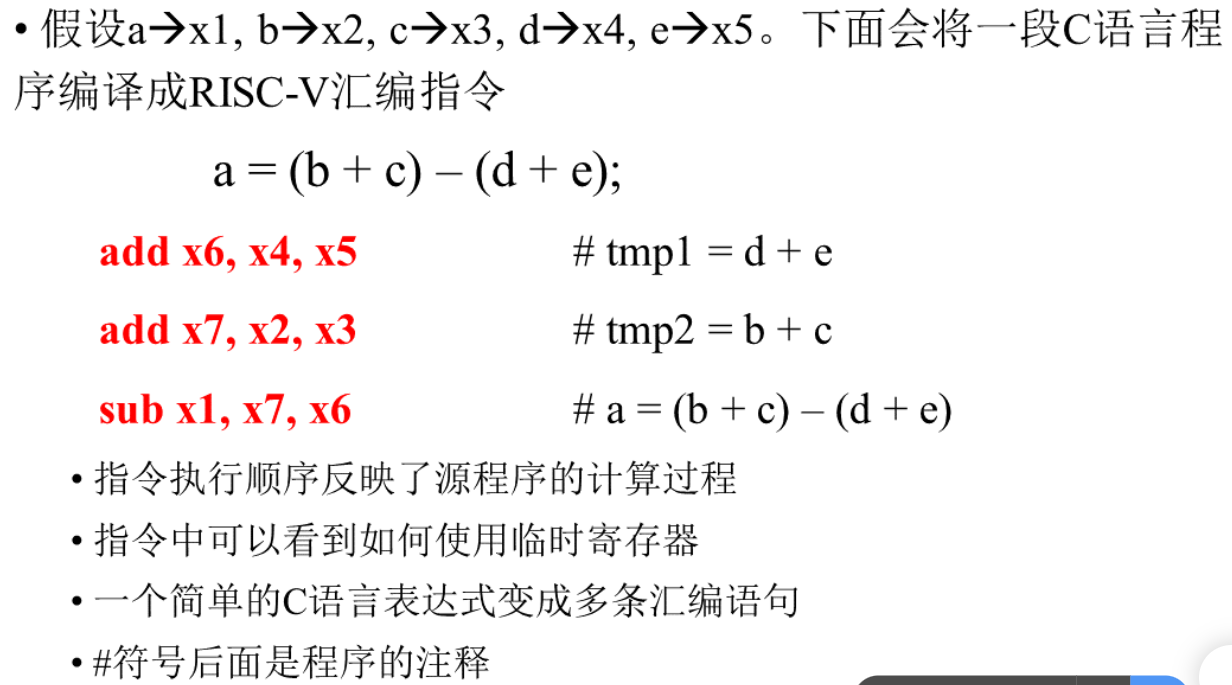 • 假设a→x1, b→x2, c→x3, d→x4, e→x5。下面会将一段C语言程
序编译成RISC-V汇编指令
a = (b + c) – (d + e);
add x6, x4, x5 # tmp1 = d + e
add x7, x2, x3 # tmp2 = b + c
sub x1, x7, x6 # a = (b + c) – (d + e)
• 指令执行顺序反映了源程序的计算过程
• 指令中可以看到如何使用临时寄存器
• 一个简单的C语言表达式变成多条汇编语句
• #符号后面是程序的注释